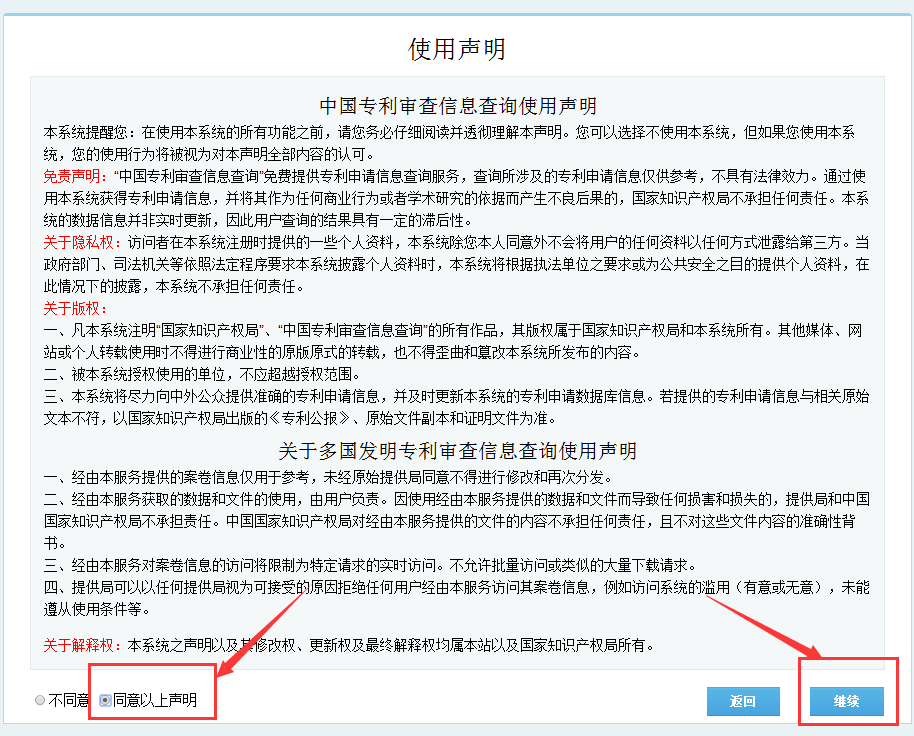 使用声明
中国专利审查信息查询使用声明
本系统提醒您：在使用本系统的所有功能之前，请您务必仔细阅读并透彻理解本声明。您可以选择不使用本系统，但如果您使用本系
统，您的使用行为将被视为对本声明全部内容的认可。
免责声明：“中国专利审查信息查询”免费提供专利申请信息查询服务，查询所涉及的专利申请信息仅供参考，不具有法律效力。通过使
用本系统获得专利申请信息，并将其作为任何商业行为或者学术研究的依据而产生不良后果的，国家知识产权局不承担任何责任。本系
统的数据信息并非实时更新，因此用户查询的结果具有一定的滞后性。
关于隐私权：访问者在本系统注册时提供的一些个人资料，本系统除您本人同意外不会将用户的任何资料以任何方式泄露给第三方。当
政府部门、司法机关等依照法定程序要求本系统披露个人资料时，本系统将根据执法单位之要求或为公共安全之目的提供个人资料，在
此情况下的披露，本系统不承担任何责任。
关于版权：
一、凡本系统注明“国家知识产权局”、“中国专利审查信息查询”的所有作品，其版权属于国家知识产权局和本系统所有。其他媒体、网
站或个人转载使用时不得进行商业性的原版原式的转载，也不得歪曲和篡改本系统所发布的内容。
二、被本系统授权使用的单位，不应超越授权范围。
三、本系统将尽力向中外公众提供准确的专利申请信息，并及时更新本系统的专利申请数据库信息。若提供的专利申请信息与相关原始
文本不符，以国家知识产权局出版的《专利公报》、原始文件副本和证明文件为准。
关于多国发明专利审查信息查询使用声明
一、经由本服务提供的案卷信息仅用于参考，未经原始提供局同意不得进行修改和再次分发。
二、经由本服务获取的数据和文件的使用，由用户负责。因使用经由本服务提供的数据和文件而导致任何损害和损失的，提供局和中国
国家知识产权局不承担责任。中国国家知识产权局对经由本服务提供的文件的内容不承担任何责任，且不对这些文件内容的准确性背
书。
三、经由本服务对案卷信息的访问将限制为特定请求的实时访问。不允许批量访问或类似的大量下载请求。
四、提供局可以以任何提供局视为可接受的原因拒绝任何用户经由本服务访问其案卷信息，例如访问系统的滥用（有意或无意），未能
遵从使用条件等。
关于解释权：本系统之声明以及其修改权、更新权及最终解释权均属本站以及国家知识产权局所有。
不同意 同意以上声明 返回 继续